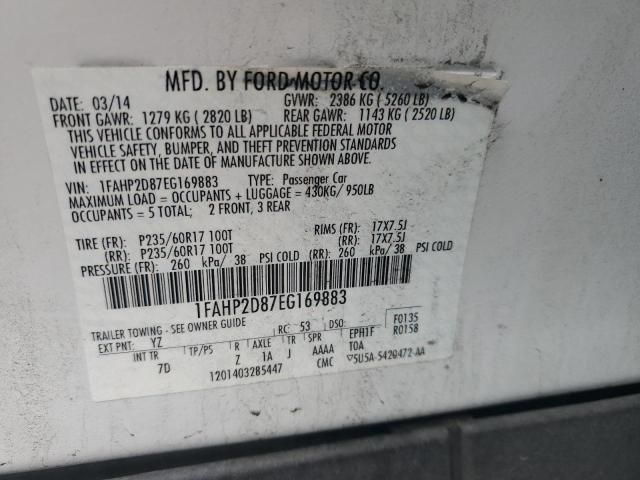 MFD. BY FORD MOTOR CO.
DATE: 03/14 GVWR: 2386 KG ( 5260 LB)
FRONT GAWR: 1279 KG ( 2820 LB) REAR GAWR: 1143 KG ( 2520 LB)
THIS VEHICLE CONFORMS TO ALL APPLICABLE FEDERAL MOTOR
VEHICLE SAFETY, BUMPER, AND THEFT PREVENTION STANDARDS
IN EFFECT ON THE DATE OF MANUFACTURE SHOWN ABOVE.
VIN: 1FAHP2D87EG169883 TYPE: Passenger Car
MAXIMUM LOAD = OCCUPANTS + LUGGAGE = 430KG/ 950LB
OCCUPANTS = 5 TOTAL; 2 FRONT, 3 REAR
TIRE (FR): P235/60R17 100T RIMS (FR): 17X7.5J
(RR): P235/60R17 100T (RR): 17X7.5J
PRESSURE (FR): 260 kPa/ 38 PSI COLD (RR): 260 kPa/ 38 PSI COLD
1FAHP2D87EG169883
TRAILER TOWING - SEE OWNER GUIDE RC: 53 DSO: F0135
EXT PNT: YZ R0158
INT TR TP/PS R AXLE TR SPR EPH1F
7D Z 1A J AAAA TOA
1201403285447 CMC ▽5U5A-5420472-AA